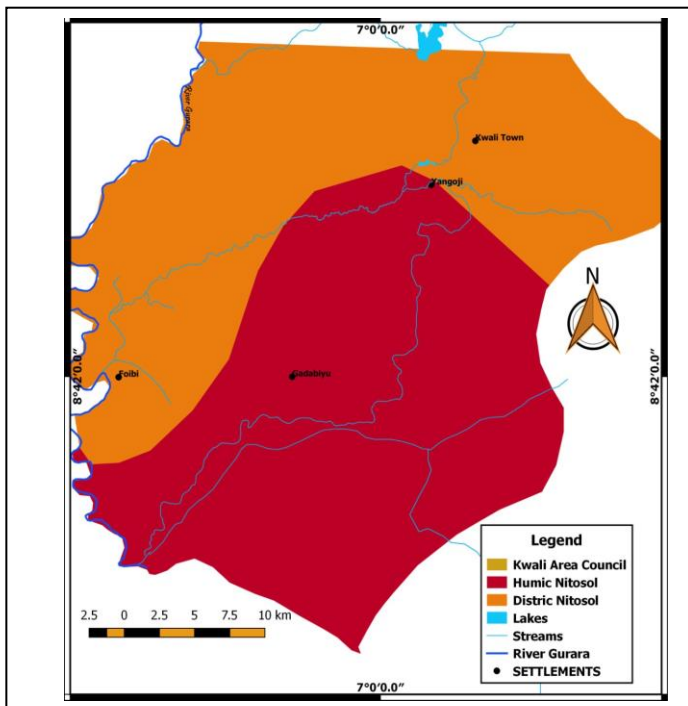 7°0'0.0"
River Gurara
Kwali Town
Yangoji
8°42'0.0"
Foibi
Gadabiyu
8°42'0.0"
N
Legend
Kwali Area Council
Humic Nitosol
Distric Nitosol
Lakes
Streams
River Gurara
SETTLEMENTS
2.5 0 2.5 5 7.5 10 km
7°0'0.0"